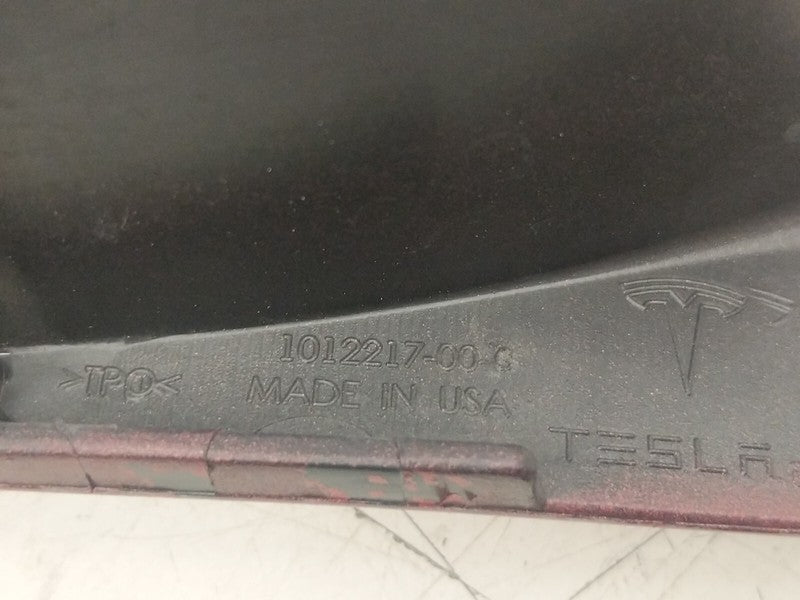 1012217-00-C
>TPO<
MADE IN USA
TESLA